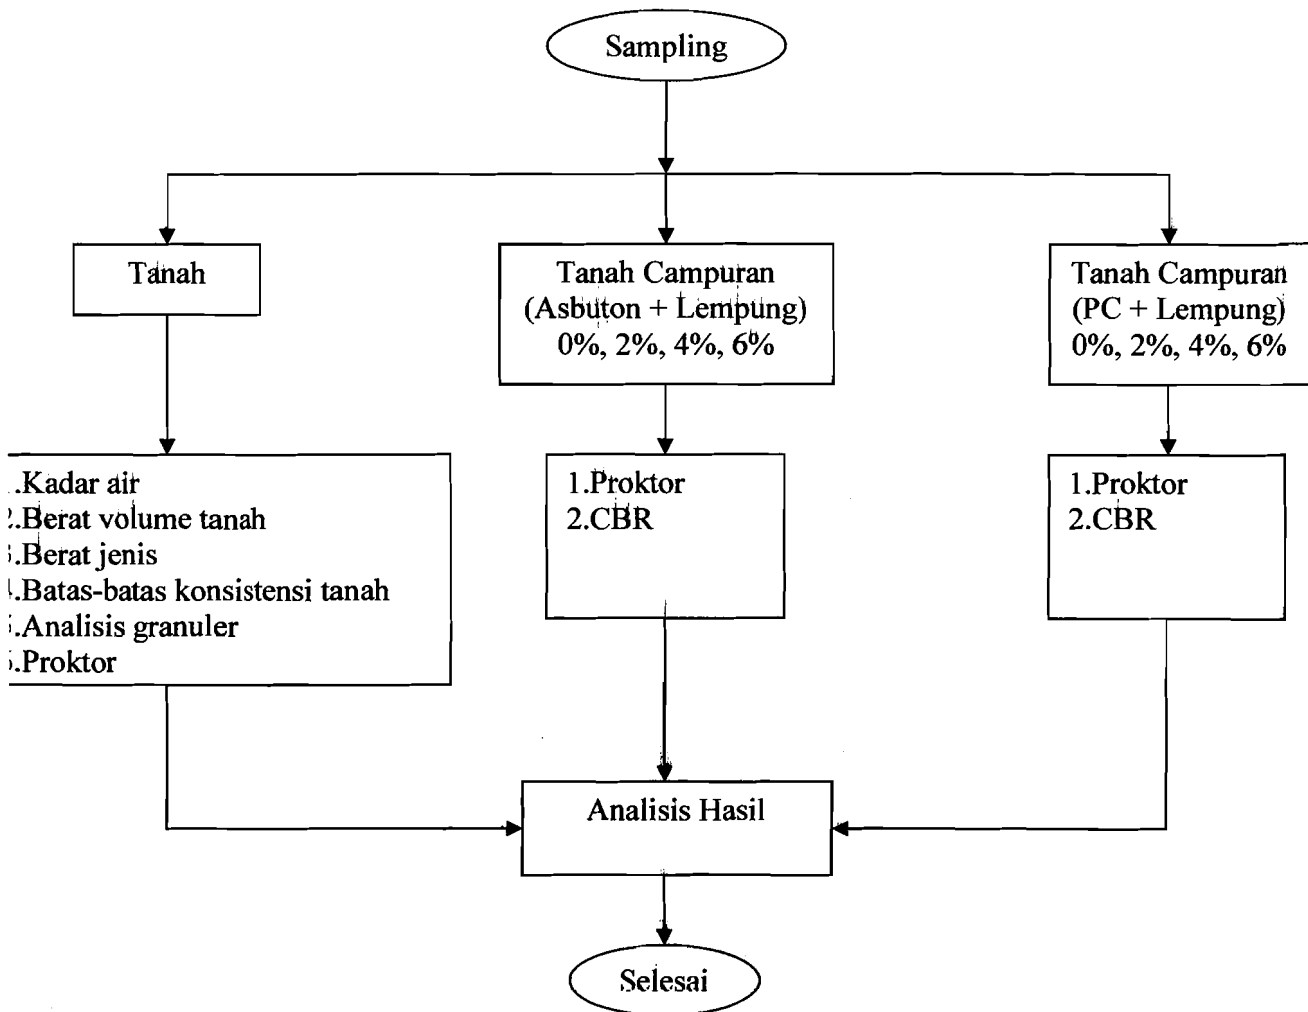 Sampling
Tanah
Tanah Campuran
(Asbuton + Lempung)
0%, 2%, 4%, 6%
Tanah Campuran
(PC + Lempung)
0%, 2%, 4%, 6%
.Kadar air
.Berat volume tanah
.Berat jenis
.Batas-batas konsistensi tanah
.Analisis granuler
.Proktor
1.Proktor
2.CBR
1.Proktor
2.CBR
Analisis Hasil
Selesai